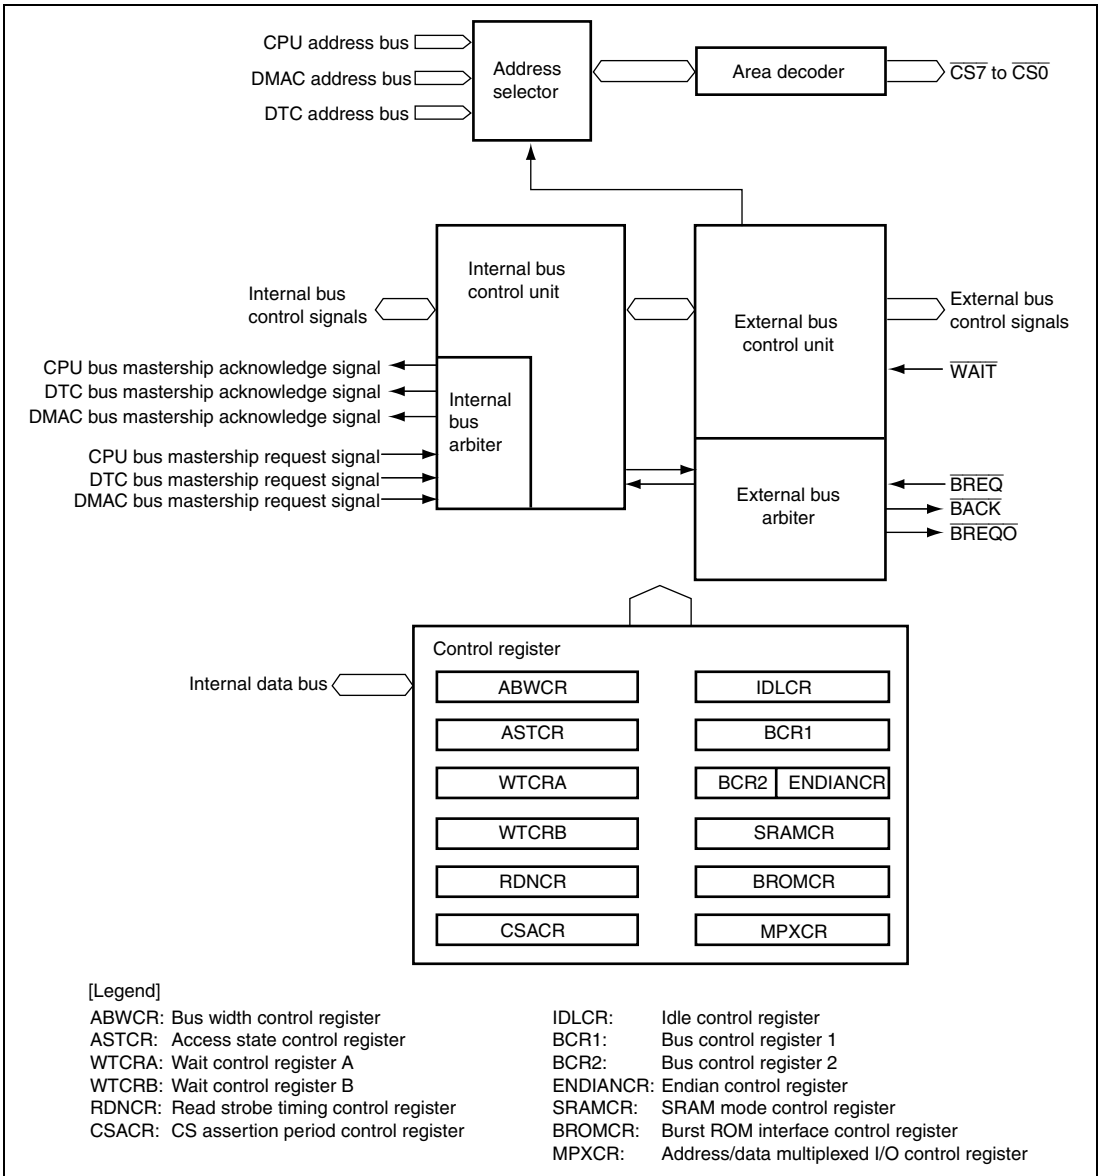 CPU address bus
DMAC address bus
DTC address bus
Address
selector
Area decoder
C̅S̅7̅ to C̅S̅0̅
Internal bus
control signals
Internal bus
control unit
External bus
control unit
External bus
control signals
W̅A̅I̅T̅
CPU bus mastership acknowledge signal
DTC bus mastership acknowledge signal
DMAC bus mastership acknowledge signal
Internal
bus
arbiter
CPU bus mastership request signal
DTC bus mastership request signal
DMAC bus mastership request signal
External bus
arbiter
B̅R̅E̅Q̅
B̅A̅C̅K̅
B̅R̅E̅Q̅O̅
Control register
Internal data bus
ABWCR
IDLCR
ASTCR
BCR1
WTCRA
BCR2 ENDIANCR
WTCRB
SRAMCR
RDNCR
BROMCR
CSACR
MPXCR
[Legend]
ABWCR: Bus width control register
ASTCR: Access state control register
WTCRA: Wait control register A
WTCRB: Wait control register B
RDNCR: Read strobe timing control register
CSACR: CS assertion period control register
IDLCR: Idle control register
BCR1: Bus control register 1
BCR2: Bus control register 2
ENDIANCR: Endian control register
SRAMCR: SRAM mode control register
BROMCR: Burst ROM interface control register
MPXCR: Address/data multiplexed I/O control register